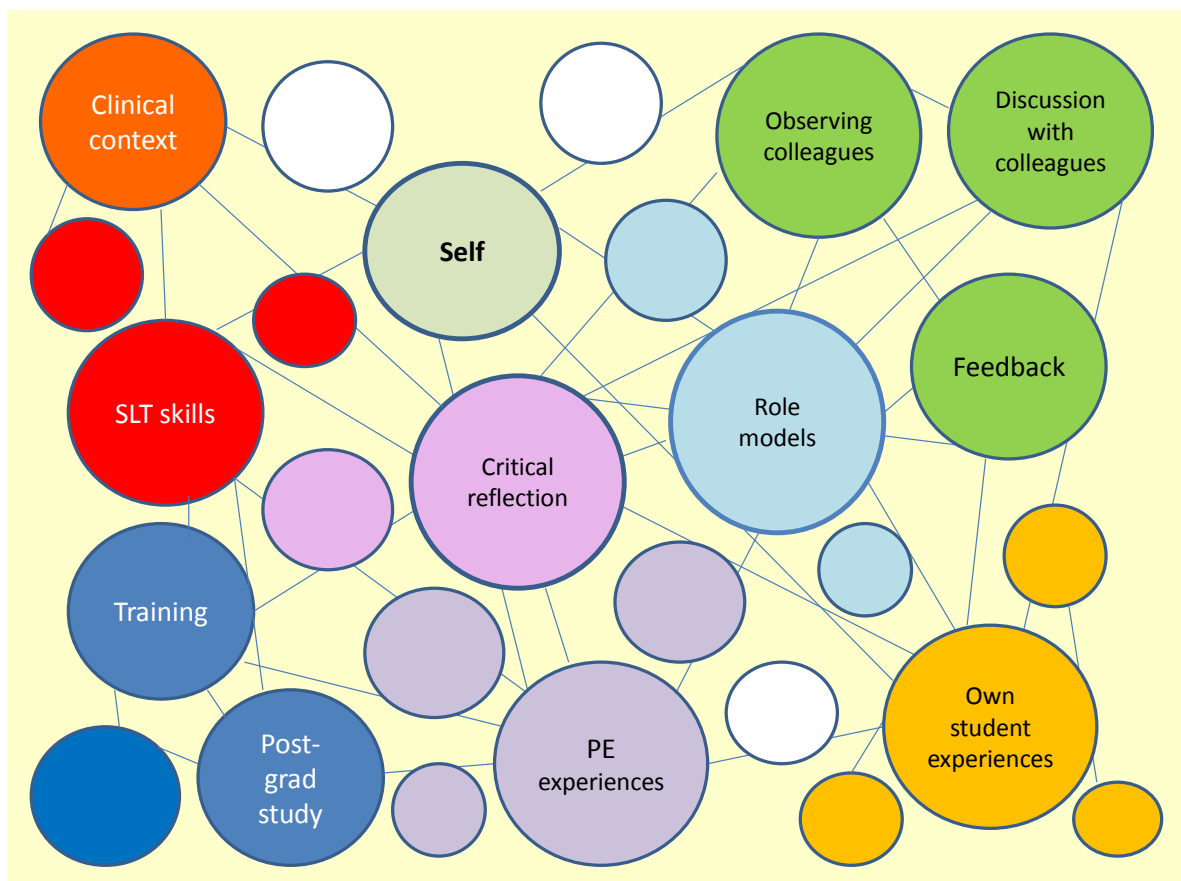 Clinical
context
Observing
colleagues
Discussion
with
colleagues
Self
SLT skills
Critical
reflection
Role
models
Feedback
Training
Post-
grad
study
PE
experiences
Own
student
experiences